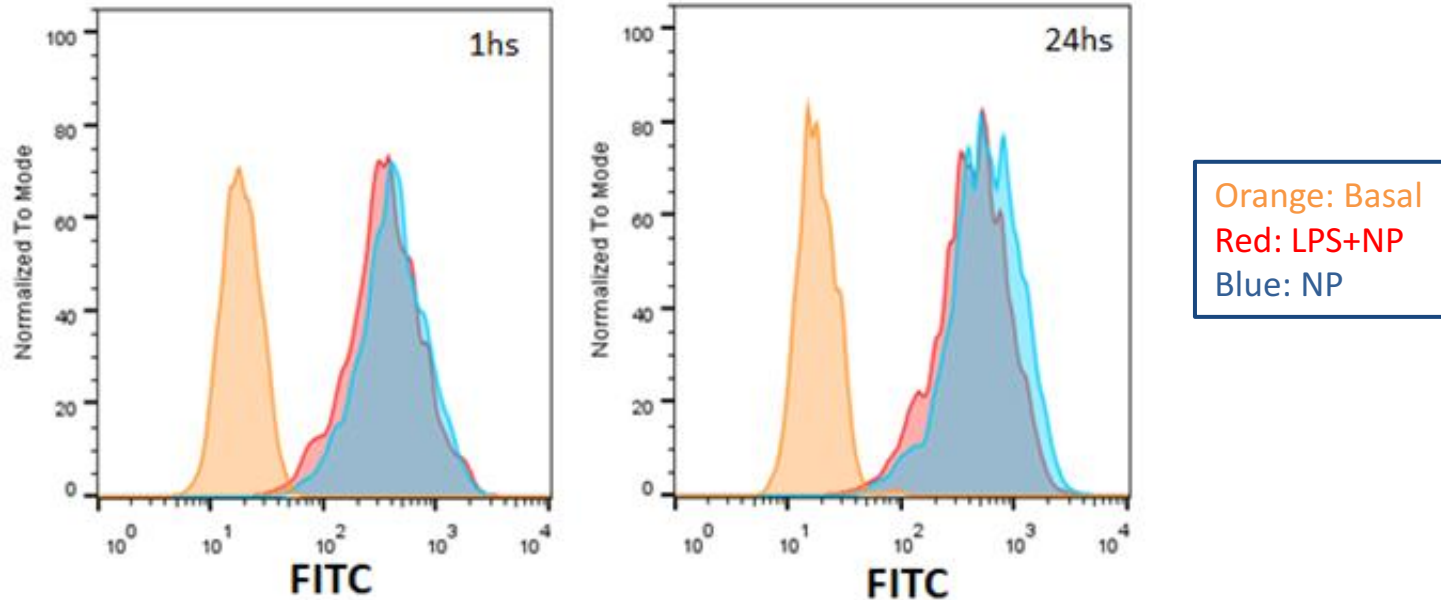 1hs
Normalized To Mode
100
80
60
40
20
0
10^0 10^1 10^2 10^3 10^4
FITC
24hs
Normalized To Mode
100
80
60
40
20
0
10^0 10^1 10^2 10^3 10^4
FITC
Orange: Basal
Red: LPS+NP
Blue: NP